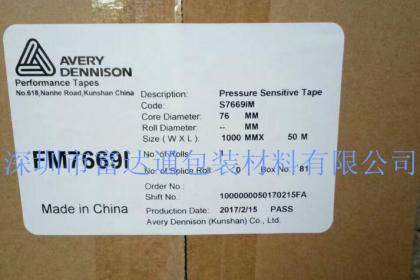 AVERY
DENNISON
Performance Tapes
No.618,Nanhe Road,Kunshan China
Description: Pressure Sensitive Tape
Code: S7669IM
Core Diameter: 76 MM
Roll Diameter: -- MM
Size ( W X L): 1000 MMX 50 M
FM7669I
No. of Rolls:
深圳市雷达通包装材料有限公司
No. of Splice Roll 0 Box No. 81
Order No.:
Shift No.: 1000000050170215FA
Made in China
Production Date: 2017/2/15 PASS
Avery Dennison (Kunshan) Co., Ltd.